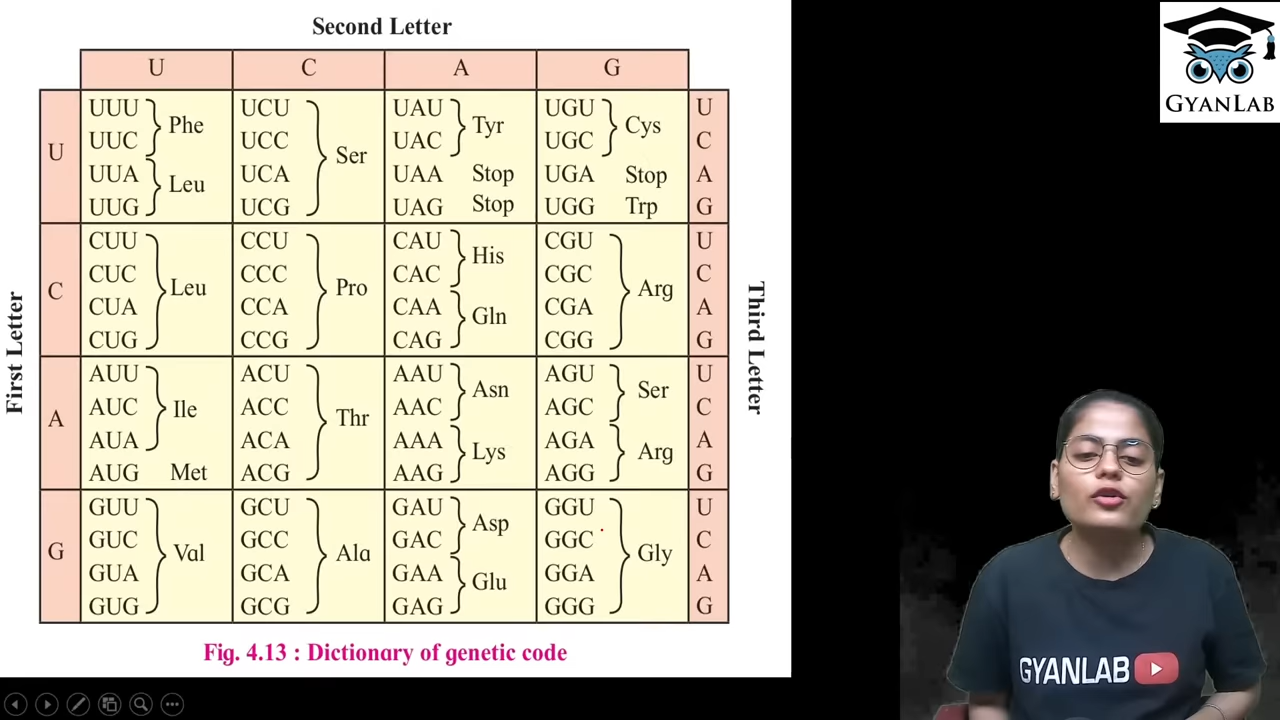 Second Letter
GYANLAB
U C A G
First Letter
Third Letter
U
UUU UUC Phe
UUA UUG Leu
UCU UCC UCA UCG Ser
UAU UAC Tyr
UAA Stop
UAG Stop
UGU UGC Cys
UGA Stop
UGG Trp
U C A G
C
CUU CUC CUA CUG Leu
CCU CCC CCA CCG Pro
CAU CAC His
CAA CAG Gln
CGU CGC CGA CGG Arg
U C A G
A
AUU AUC AUA Ile
AUG Met
ACU ACC ACA ACG Thr
AAU AAC Asn
AAA AAG Lys
AGU AGC Ser
AGA AGG Arg
U C A G
G
GUU GUC GUA GUG Val
GCU GCC GCA GCG Ala
GAU GAC Asp
GAA GAG Glu
GGU GGC GGA GGG Gly
U C A G
Fig. 4.13 : Dictionary of genetic code
GYANLAB